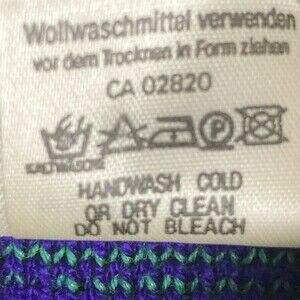 Wollwaschmittel verwenden
vor dem Trocknen in Form ziehen
CA 02820
P
HANDWASH COLD
OR DRY CLEAN
DO NOT BLEACH